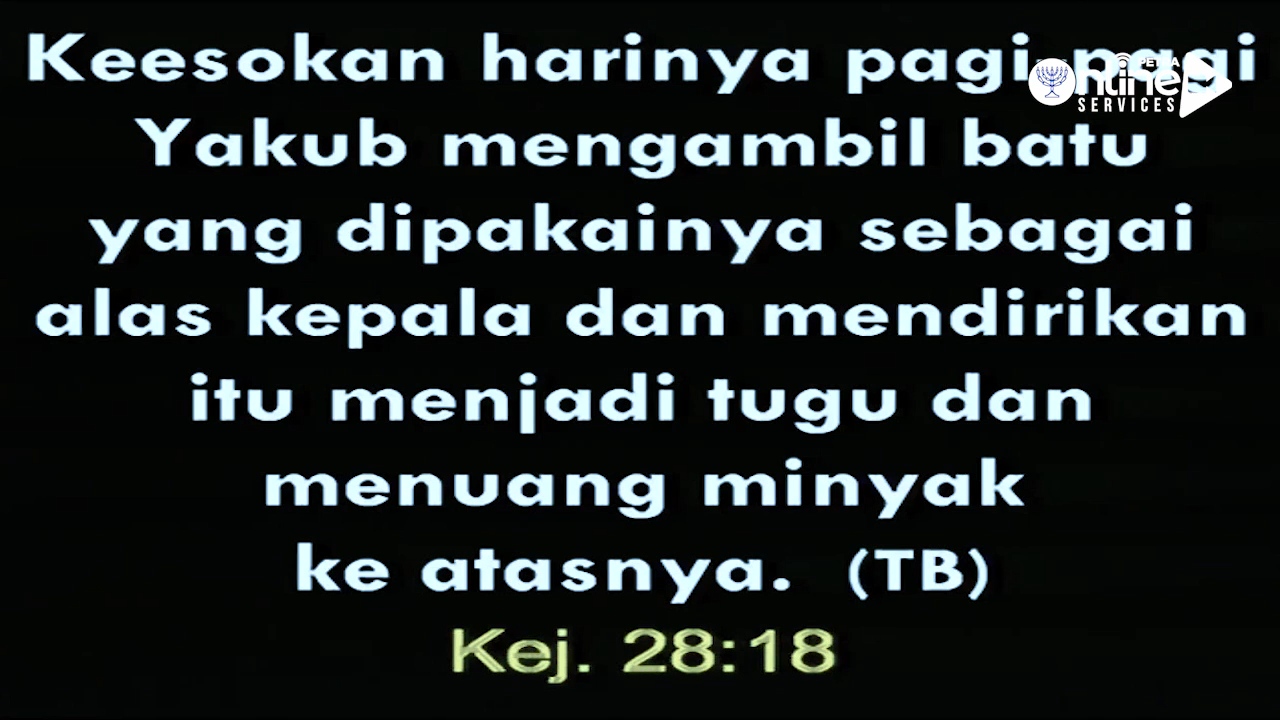 Keesokan harinya pagi-pagi
Yakub mengambil batu
yang dipakainya sebagai
alas kepala dan mendirikan
itu menjadi tugu dan
menuang minyak
ke atasnya. (TB)
Kej. 28:18
Online
SERVICES